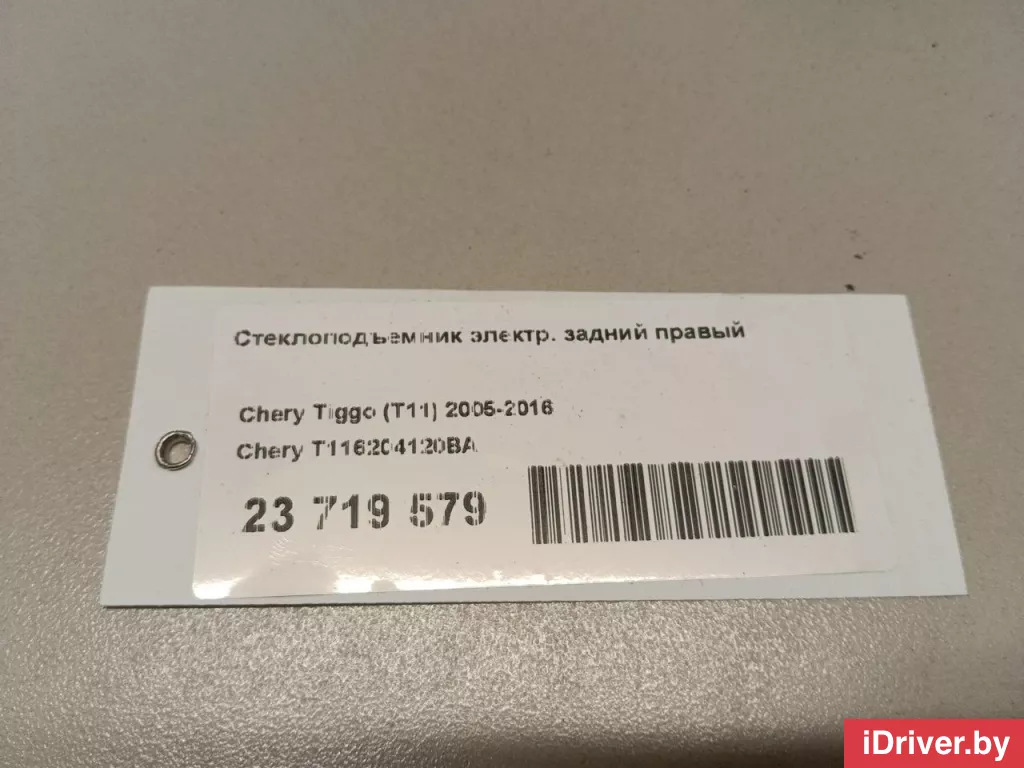 Стеклоподъемник электр. задний правый
Chery Tiggo (T11) 2005-2016
Chery T116204120BA
23 719 579
iDriver.by